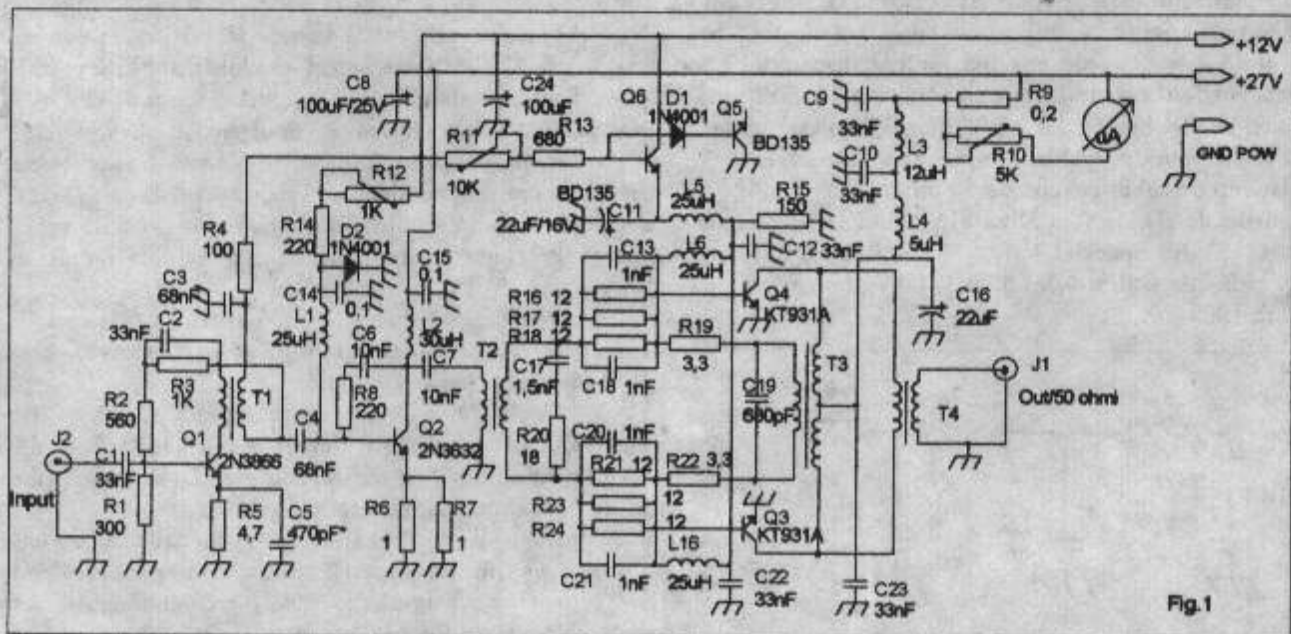 +12V
+27V
GND POW
C8
100uF/25V
C24
100uF
R13
680
Q6
D1
1N4001
Q5
BD135
C9
33nF
R9
0,2
uA
R11
10K
L3
12uH
R10
5K
C10
33nF
R12
1K
BD135
22uF/16V
C11
L5
25uH
R15
150
R14
220
D2
1N4001
R4
100
C13
1nF
L6
25uH
C12
33nF
L4
5uH
C3
68nF
C15
0,1
C14
0,1
R16 12
R17 12
R18 12
Q4
KT931A
C16
22uF
C2
33nF
L1
25uH
L2
30uH
C6
10nF
C7
10nF
T2
R19
3,3
C17
1,5nF
C18 1nF
T3
J1
Out/50 ohmi
R3
1K
T1
R8
220
C19
680pF
T4
R2
560
C4
68nF
Q2
2N3632
R20
18
C20
1nF
R21 12
R22 3,3
J2
Input
C1
33nF
Q1
2N3866
R23
12
R24
12
Q3
KT931A
R1
300
R5
4,7
C5
470pF*
R6
1
R7
1
L16
25uH
C21
1nF
C22
33nF
C23
33nF
Fig.1